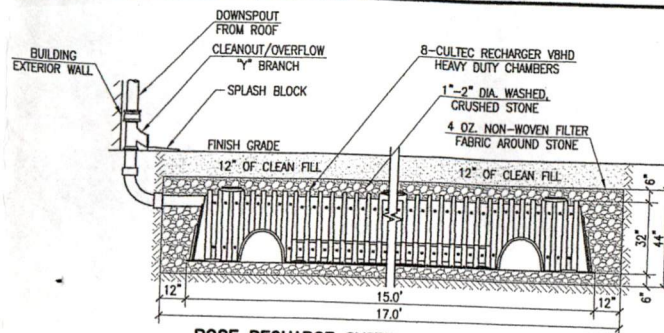 DOWNSPOUT
FROM ROOF
CLEANOUT/OVERFLOW
"Y" BRANCH
BUILDING
EXTERIOR WALL
SPLASH BLOCK
8-CULTEC RECHARGER V8HD
HEAVY DUTY CHAMBERS
1"-2" DIA. WASHED,
CRUSHED STONE
4 OZ. NON-WOVEN FILTER
FABRIC AROUND STONE
FINISH GRADE
12" OF CLEAN FILL
12" OF CLEAN FILL
6"
32"
44"
6"
12"
15.0'
12"
17.0'
ROOF RECHARGE